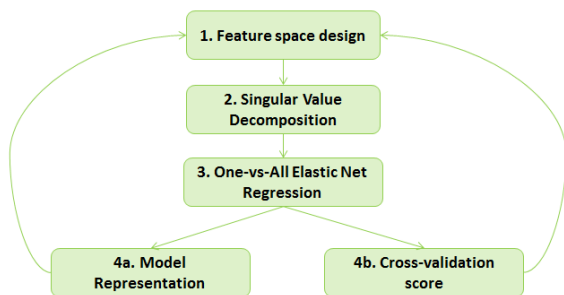 1. Feature space design
2. Singular Value
Decomposition
3. One-vs-All Elastic Net
Regression
4a. Model
Representation
4b. Cross-validation
score